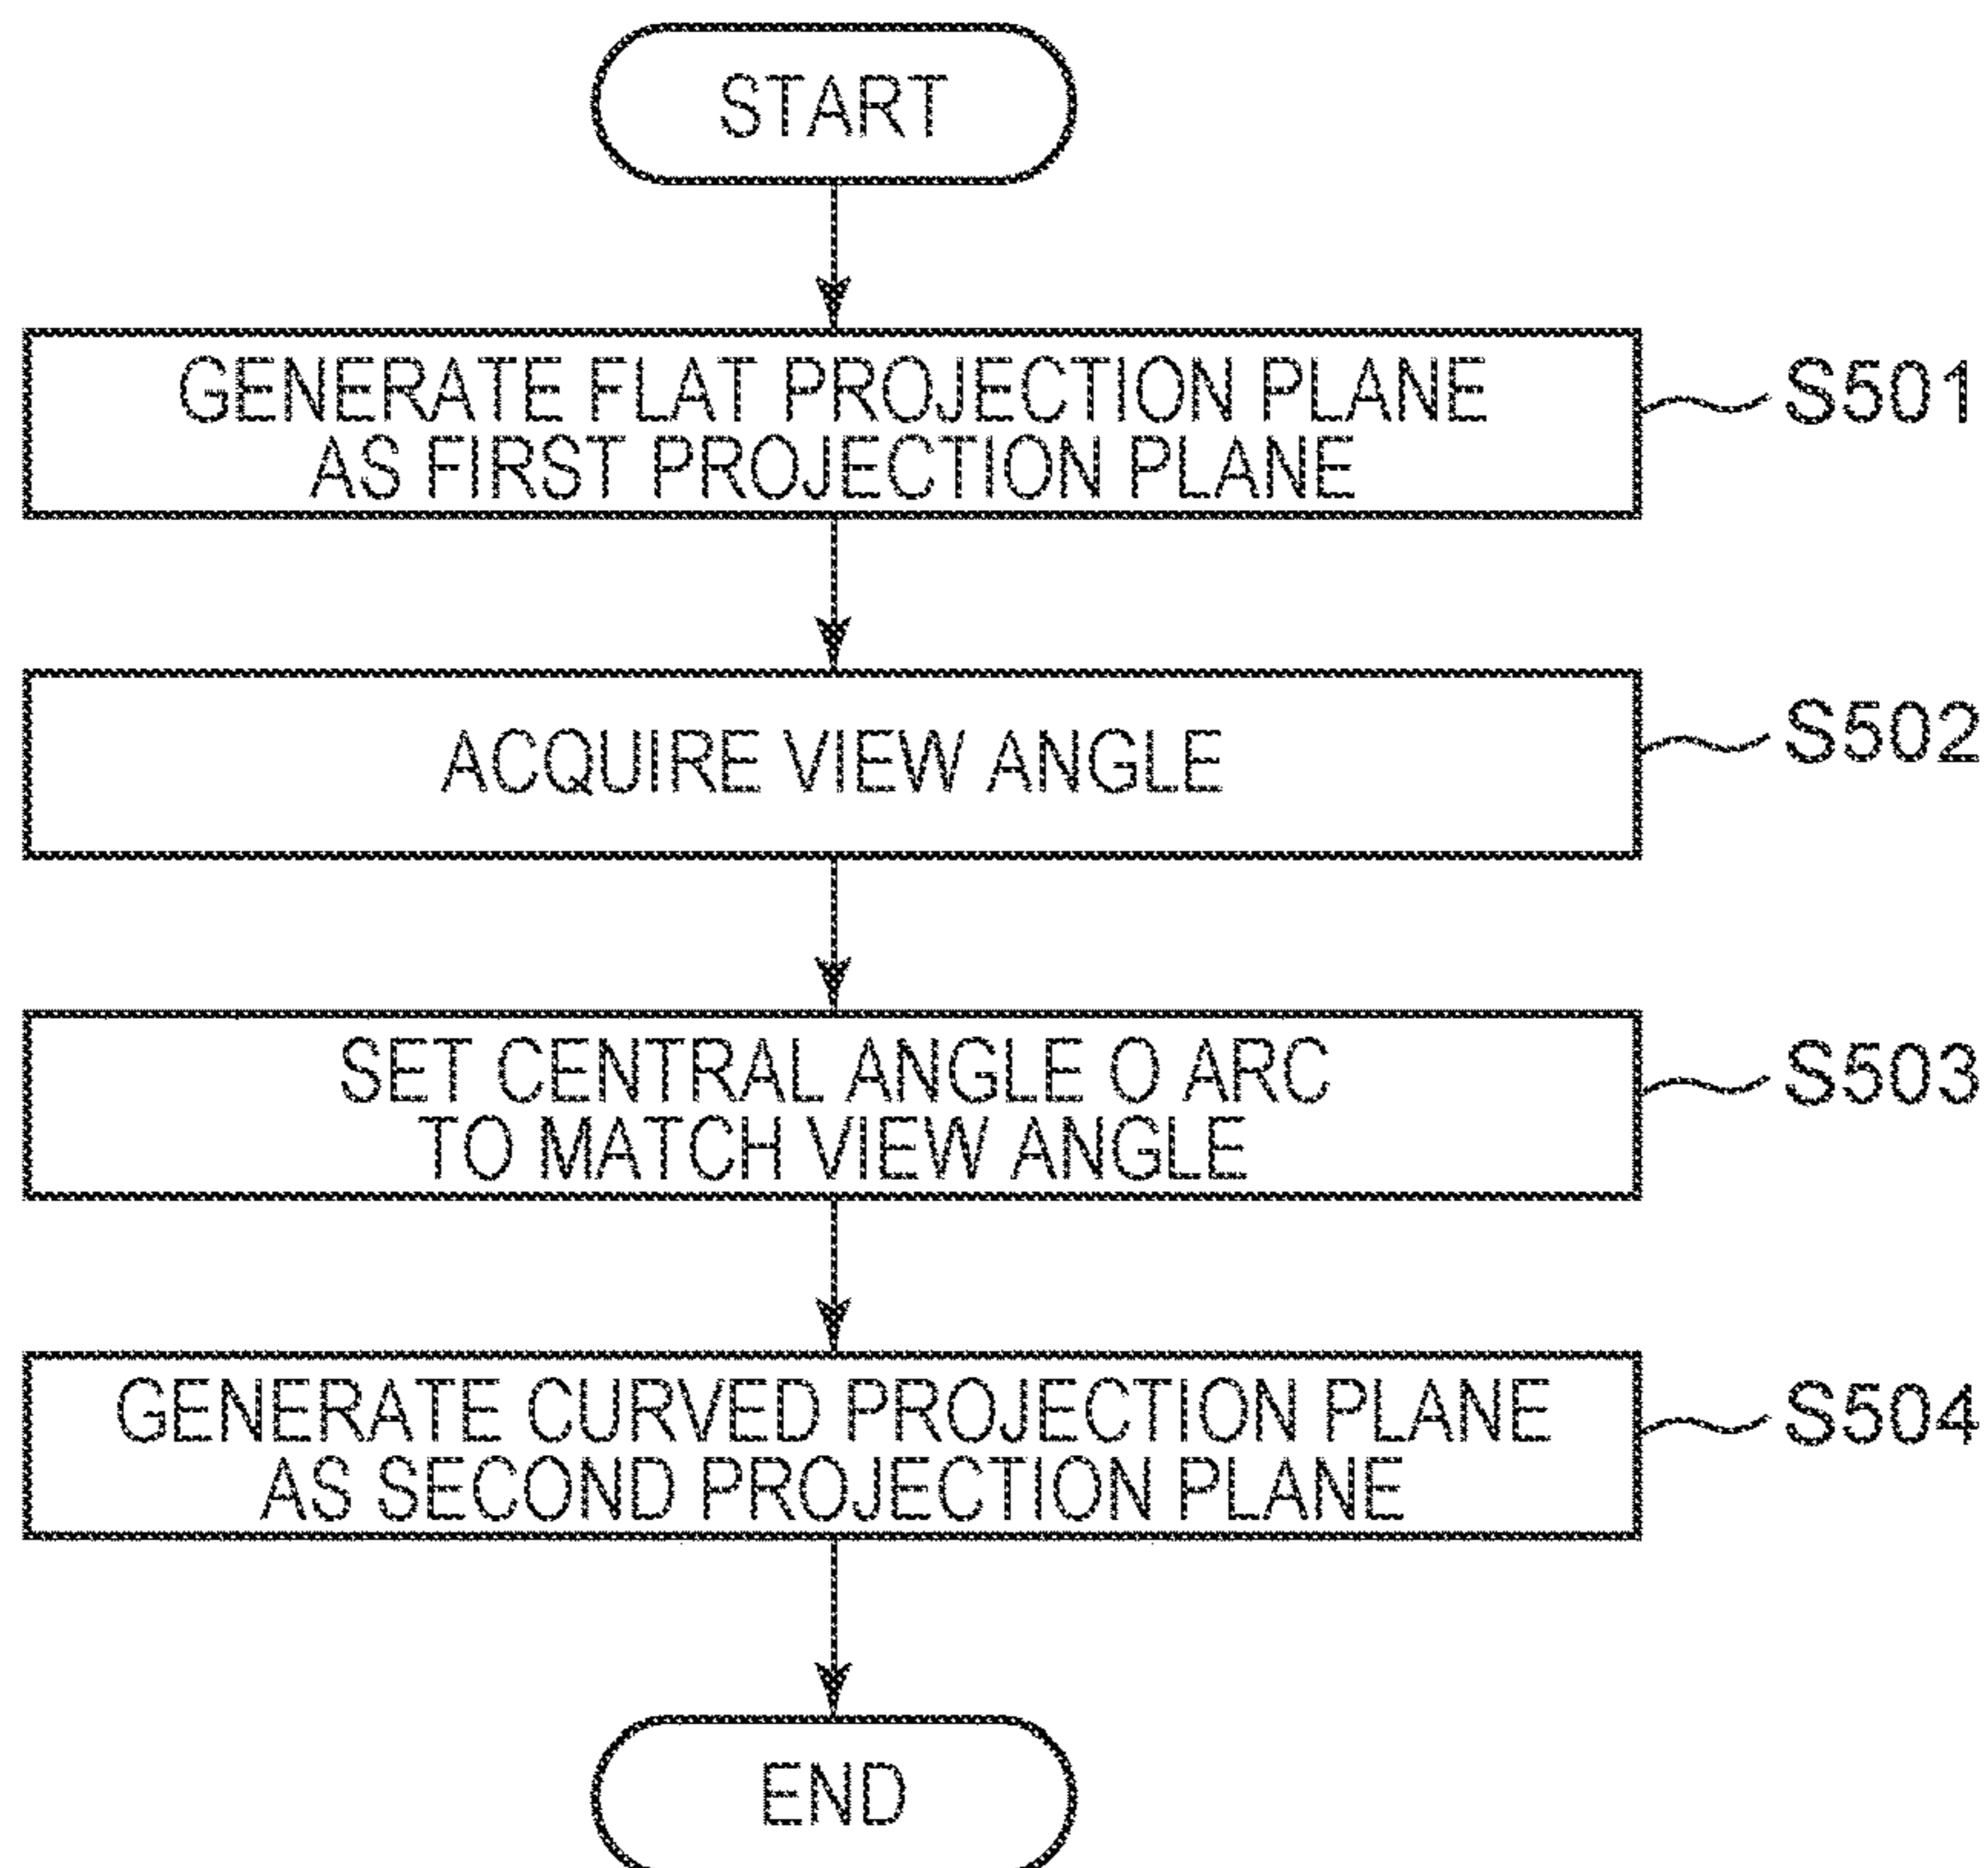 START
GENERATE FLAT PROJECTION PLANE
AS FIRST PROJECTION PLANE
S501
ACQUIRE VIEW ANGLE
S502
SET CENTRAL ANGLE O ARC
TO MATCH VIEW ANGLE
S503
GENERATE CURVED PROJECTION PLANE
AS SECOND PROJECTION PLANE
S504
END